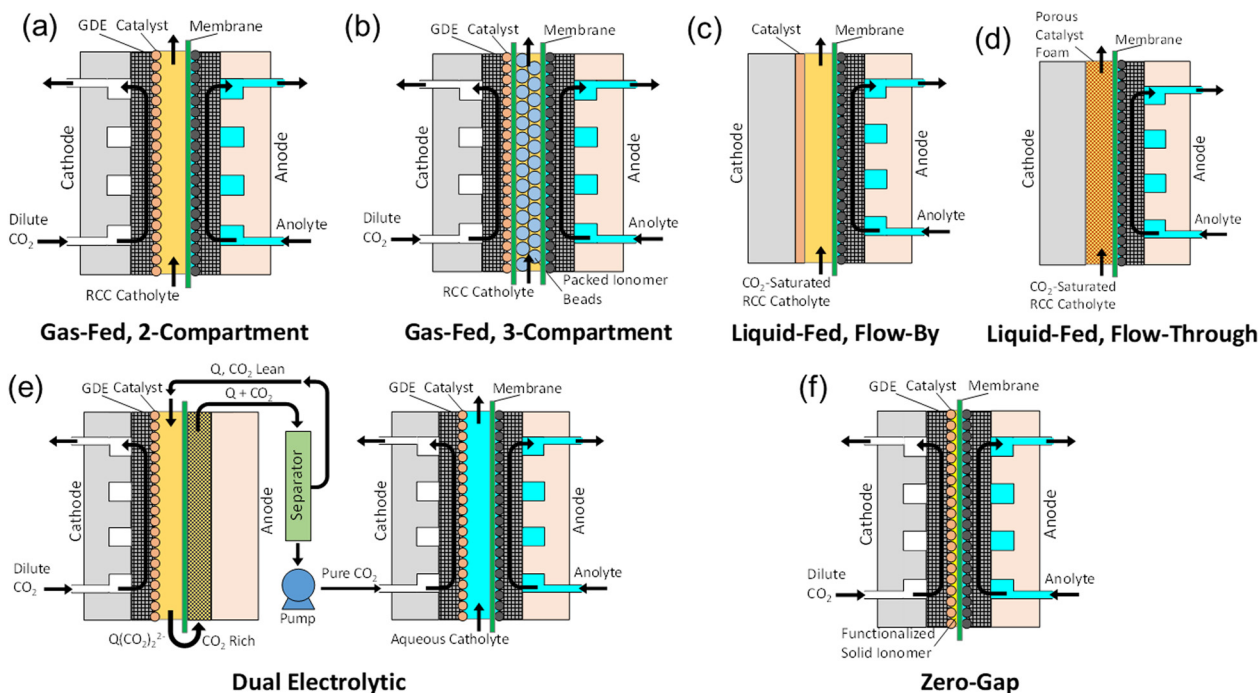 (a)
GDE Catalyst
Membrane
Cathode
Anode
Dilute
CO₂
Anolyte
RCC Catholyte
Gas-Fed, 2-Compartment
(b)
GDE
Catalyst
Membrane
Cathode
Anode
Dilute
CO₂
Anolyte
RCC Catholyte
Packed Ionomer
Beads
Gas-Fed, 3-Compartment
(c)
Catalyst
Membrane
Cathode
Anode
Anolyte
CO₂-Saturated
RCC Catholyte
Liquid-Fed, Flow-By
(d)
Porous
Catalyst
Foam
Membrane
Cathode
Anode
Anolyte
CO₂-Saturated
RCC Catholyte
Liquid-Fed, Flow-Through
(e)
GDE Catalyst
Q, CO₂ Lean
Q + CO₂
Cathode
Anode
Separator
Dilute
CO₂
Q(CO₂)₂²⁻
CO₂ Rich
Pump
Pure CO₂
GDE
Catalyst
Membrane
Cathode
Anode
Anolyte
Aqueous Catholyte
Dual Electrolytic
(f)
GDE
Catalyst
Membrane
Cathode
Anode
Dilute
CO₂
Anolyte
Functionalized
Solid Ionomer
Zero-Gap